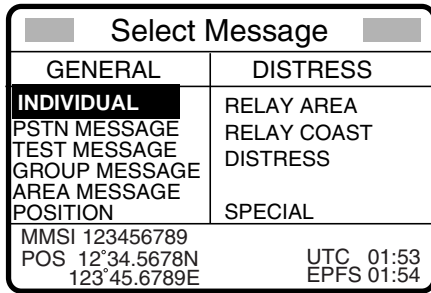 Select Message
GENERAL
INDIVIDUAL
PSTN MESSAGE
TEST MESSAGE
GROUP MESSAGE
AREA MESSAGE
POSITION
DISTRESS
RELAY AREA
RELAY COAST
DISTRESS
SPECIAL
MMSI 123456789
POS 12°34.5678N
123°45.6789E
UTC 01:53
EPFS 01:54